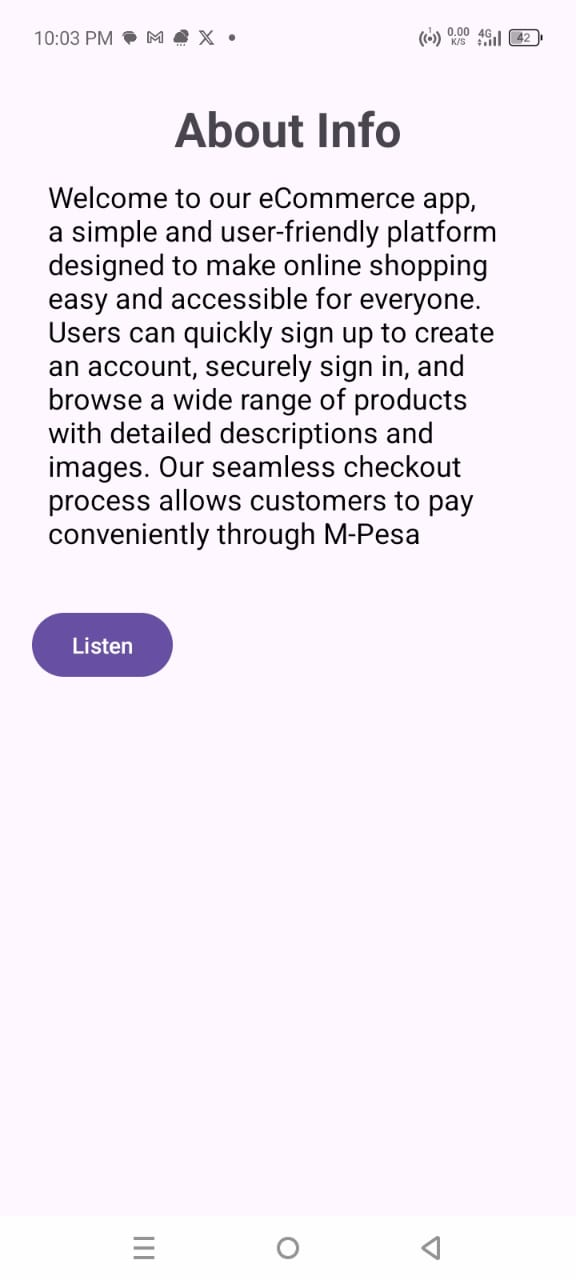 10:03 PM 0.00 K/S 4G 42
About Info
Welcome to our eCommerce app,
a simple and user-friendly platform
designed to make online shopping
easy and accessible for everyone.
Users can quickly sign up to create
an account, securely sign in, and
browse a wide range of products
with detailed descriptions and
images. Our seamless checkout
process allows customers to pay
conveniently through M-Pesa
Listen